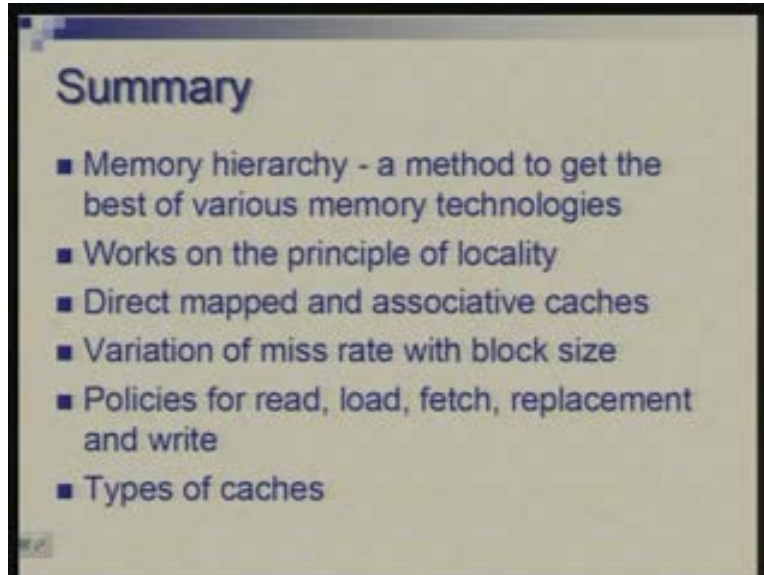 Summary
■ Memory hierarchy - a method to get the
best of various memory technologies
■ Works on the principle of locality
■ Direct mapped and associative caches
■ Variation of miss rate with block size
■ Policies for read, load, fetch, replacement
and write
■ Types of caches